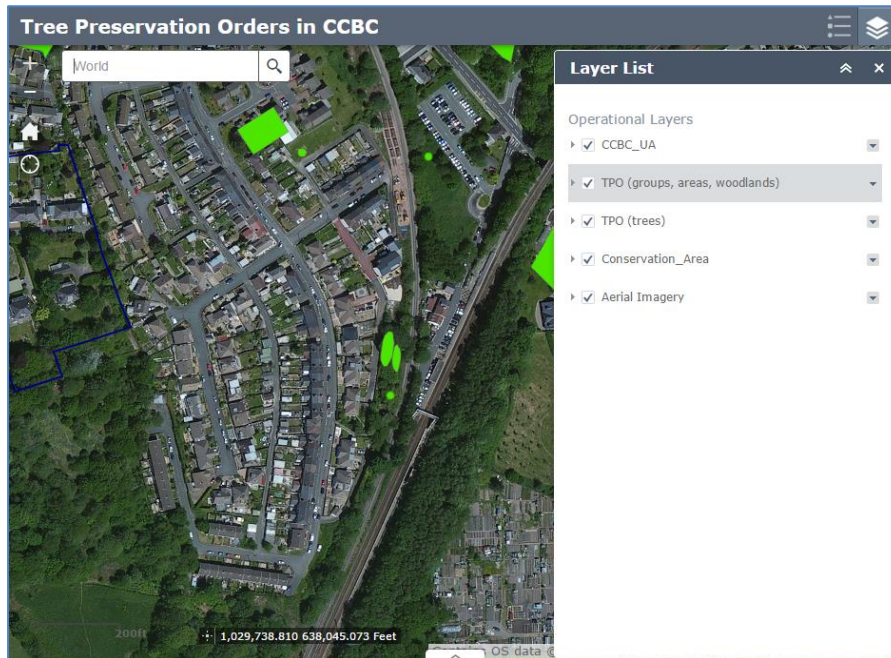 Tree Preservation Orders in CCBC
World
Layer List
Operational Layers
CCBC_UA
TPO (groups, areas, woodlands)
TPO (trees)
Conservation_Area
Aerial Imagery
200ft
1,029,738.810 638,045.073 Feet
Contains OS data ©